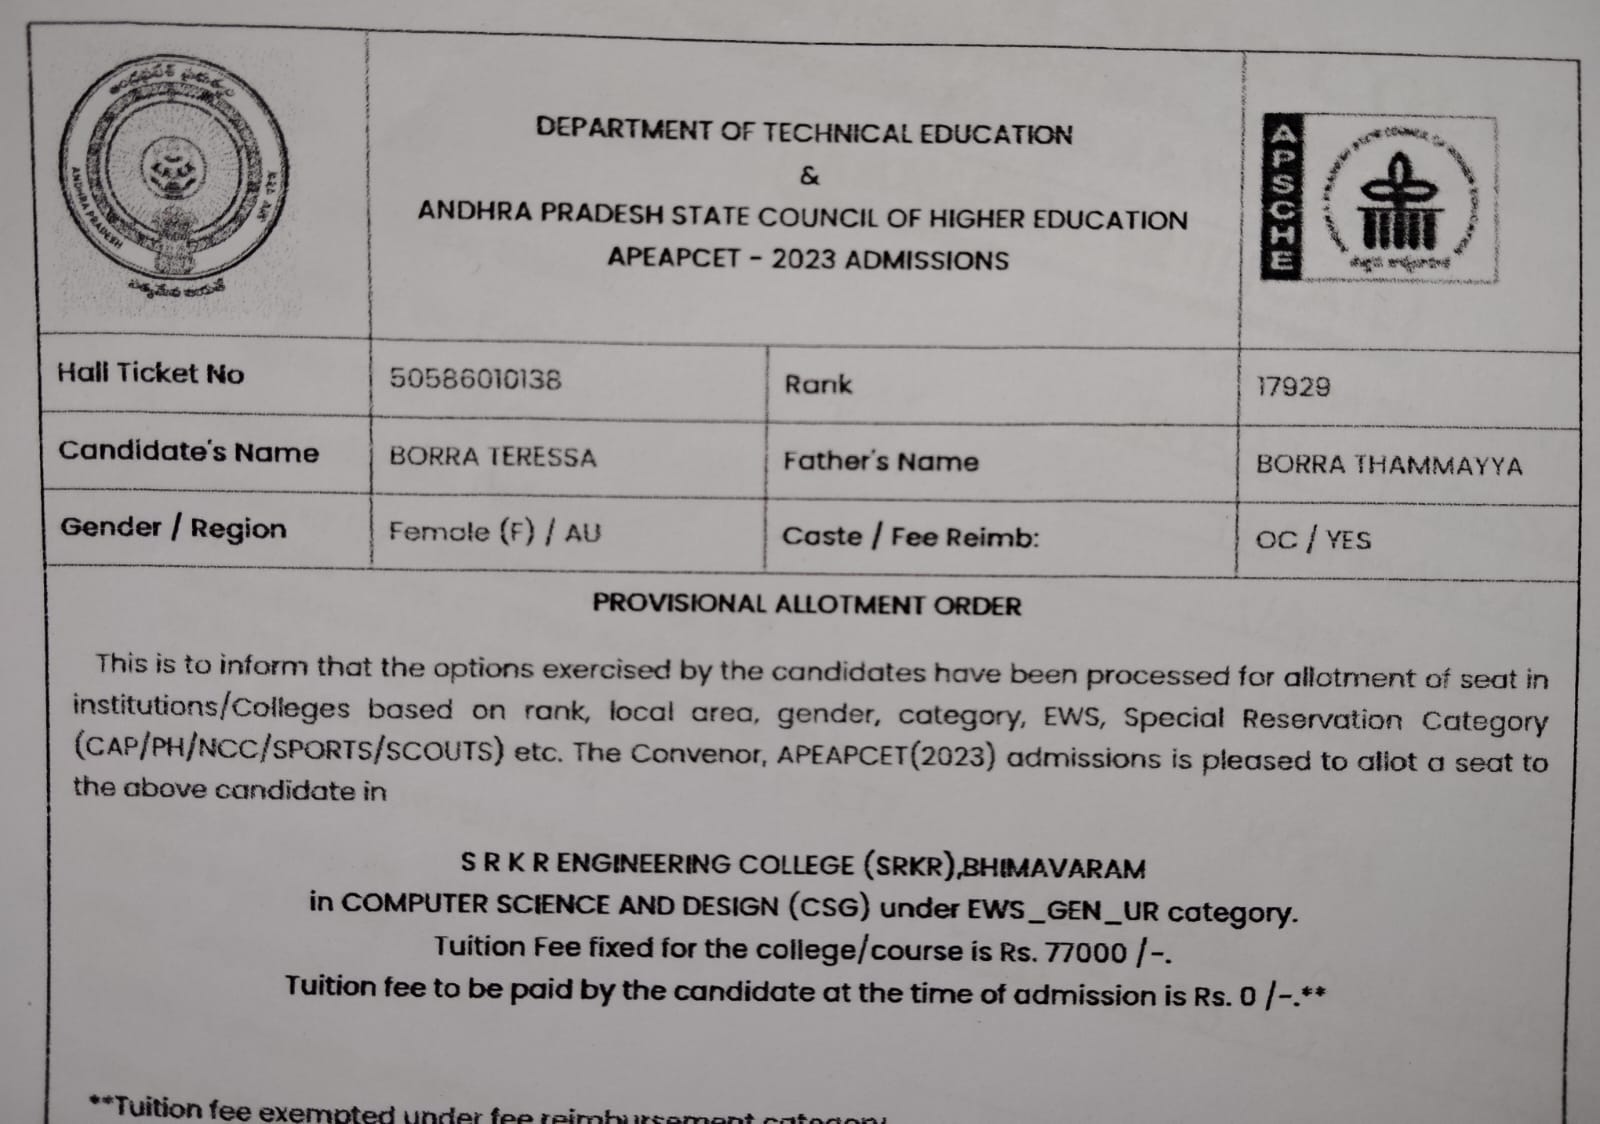 ANDHRA PRADESH
APSCHE
DEPARTMENT OF TECHNICAL EDUCATION
&
ANDHRA PRADESH STATE COUNCIL OF HIGHER EDUCATION
APEAPCET - 2023 ADMISSIONS
Hall Ticket No 50586010138 Rank 17929
Candidate's Name BORRA TERESSA Father's Name BORRA THAMMAYYA
Gender / Region Female (F) / AU Caste / Fee Reimb: OC / YES
PROVISIONAL ALLOTMENT ORDER
This is to inform that the options exercised by the candidates have been processed for allotment of seat in
institutions/Colleges based on rank, local area, gender, category, EWS, Special Reservation Category
(CAP/PH/NCC/SPORTS/SCOUTS) etc. The Convenor, APEAPCET(2023) admissions is pleased to allot a seat to
the above candidate in
S R K R ENGINEERING COLLEGE (SRKR),BHIMAVARAM
in COMPUTER SCIENCE AND DESIGN (CSG) under EWS_GEN_UR category.
Tuition Fee fixed for the college/course is Rs. 77000 /-.
Tuition fee to be paid by the candidate at the time of admission is Rs. 0 /-.**
**Tuition fee exempted under fee reimbursement category